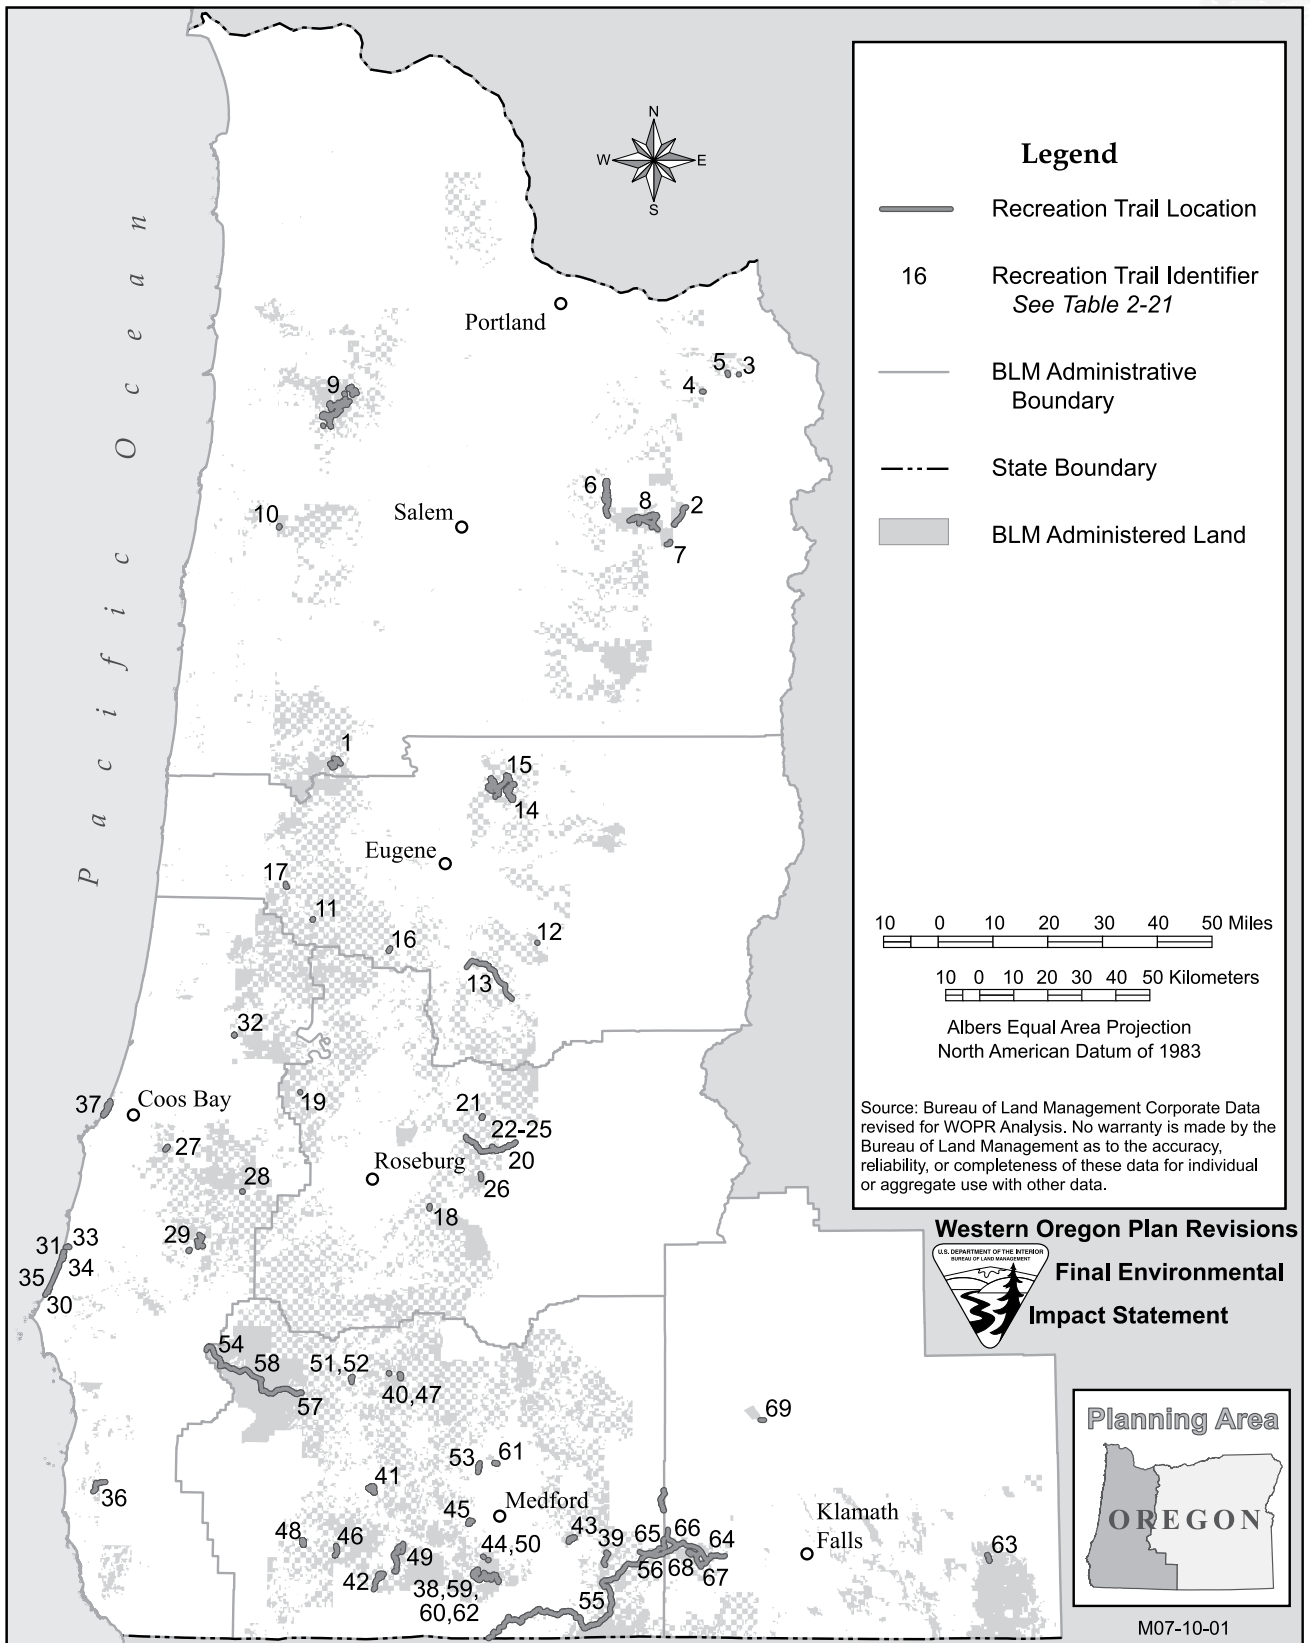 N
W E
S
Pacific Ocean
Portland
5 3
4
9
6
8
2
10
Salem
7
1
15
14
Eugene
17
11
16
12
13
32
37
Coos Bay
19
21
22-25
27
Roseburg
20
28
26
18
29
33
31
34
35
30
54
58
51,52
40,47
57
69
53
61
41
36
Medford
45
Klamath
Falls
48
46
49
44,50
43
39
65
66
64
63
42
56
68
67
38,59,
60,62
55
Legend
Recreation Trail Location
16 Recreation Trail Identifier
See Table 2-21
BLM Administrative
Boundary
State Boundary
BLM Administered Land
10 0 10 20 30 40 50 Miles
10 0 10 20 30 40 50 Kilometers
Albers Equal Area Projection
North American Datum of 1983
Source: Bureau of Land Management Corporate Data
revised for WOPR Analysis. No warranty is made by the
Bureau of Land Management as to the accuracy,
reliability, or completeness of these data for individual
or aggregate use with other data.
Western Oregon Plan Revisions
U.S. DEPARTMENT OF THE INTERIOR
BUREAU OF LAND MANAGEMENT
Final Environmental
Impact Statement
Planning Area
OREGON
M07-10-01